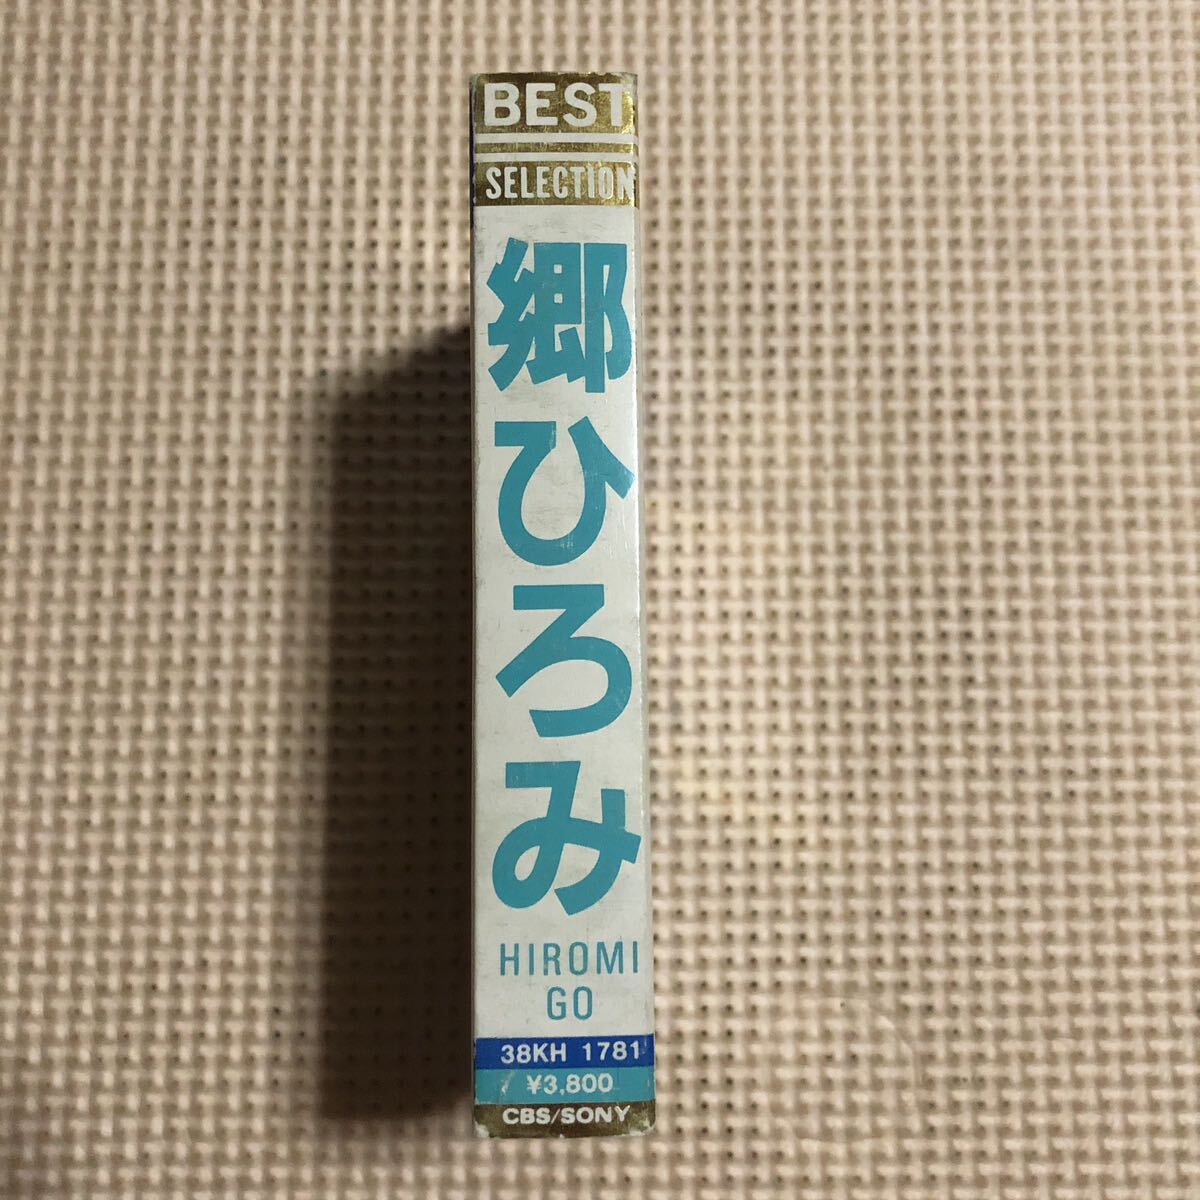 BEST
SELECTION
郷ひろみ
HIROMI
GO
38KH 1781
¥3,800
CBS/SONY